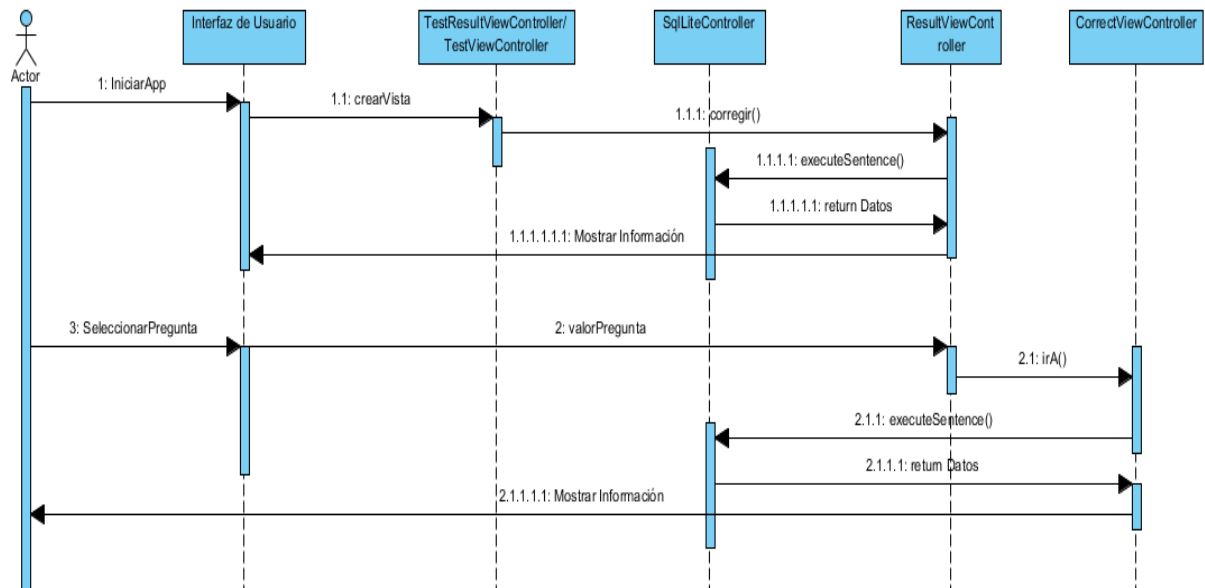 Interfaz de Usuario
TestResultViewController/
TestViewController
SqlLiteController
ResultViewCont
roller
CorrectViewController
Actor
1: IniciarApp
1.1: crearVista
1.1.1: corregir()
1.1.1.1: executeSentence()
1.1.1.1.1: return Datos
1.1.1.1.1.1: Mostrar Información
3: SeleccionarPregunta
2: valorPregunta
2.1: irA()
2.1.1: executeSentence()
2.1.1.1: return Datos
2.1.1.1.1: Mostrar Información